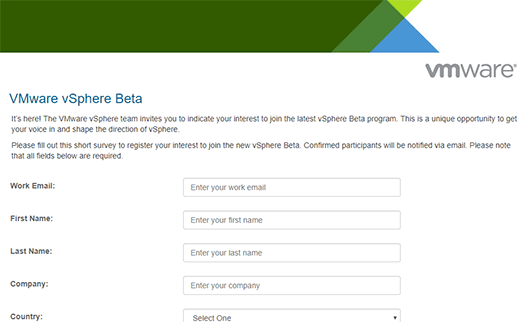 vmware®
VMware vSphere Beta
It's here! The VMware vSphere team invites you to indicate your interest to join the latest vSphere Beta program. This is a unique opportunity to get
your voice in and shape the direction of vSphere.
Please fill out this short survey to register your interest to join the new vSphere Beta. Confirmed participants will be notified via email. Please note
that all fields below are required.
Work Email:
Enter your work email
First Name:
Enter your first name
Last Name:
Enter your last name
Company:
Enter your company
Country:
Select One